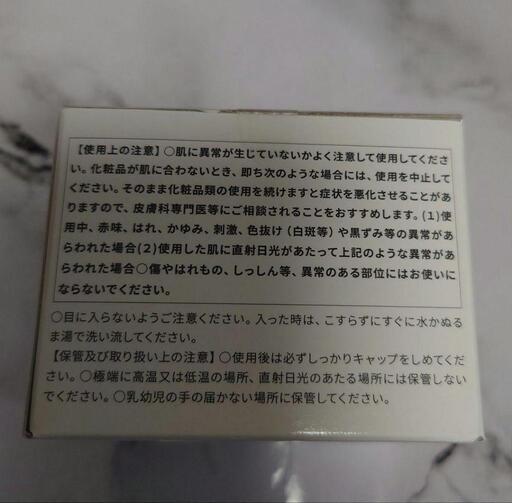 【使用上の注意】○肌に異常が生じていないかよく注意して使用してくださ
い。化粧品が肌に合わないとき、即ち次のような場合には、使用を中止して
ください。そのまま化粧品類の使用を続けますと症状を悪化させることがあ
りますので、皮膚科専門医等にご相談されることをおすすめします。(1)使
用中、赤味、はれ、かゆみ、刺激、色抜け(白斑等)や黒ずみ等の異常があ
らわれた場合(2)使用した肌に直射日光があたって上記のような異常があ
らわれた場合○傷やはれもの、しっしん等、異常のある部位にはお使いに
ならないでください。
○目に入らないようご注意ください。入った時は、こすらずにすぐに水かぬる
ま湯で洗い流してください。
【保管及び取り扱い上の注意】○使用後は必ずしっかりキャップをしめてくだ
さい。○極端に高温又は低温の場所、直射日光のあたる場所には保管しない
でください。○乳幼児の手の届かない場所に保管してください。